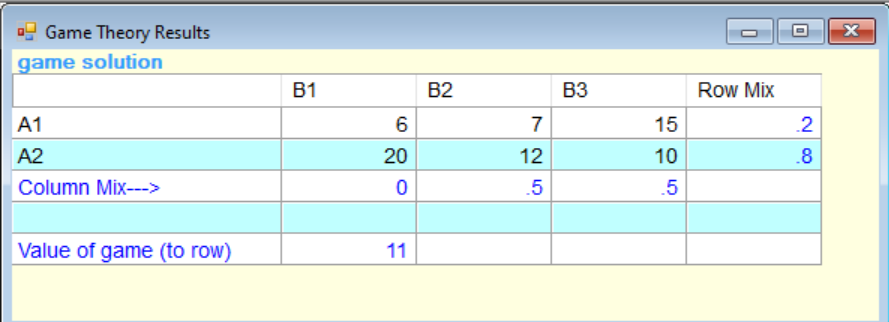 Game Theory Results
game solution
B1 B2 B3 Row Mix
A1 6 7 15 .2
A2 20 12 10 .8
Column Mix---> 0 .5 .5
Value of game (to row) 11